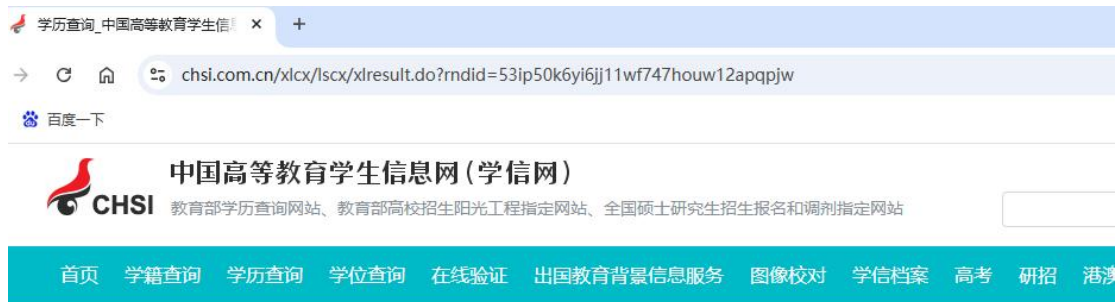 学历查询_中国高等教育学生信
chsi.com.cn/xlcx/lscx/xlresult.do?rndid=53ip50k6yi6jj11wf747houw12apqpjw
百度一下
中国高等教育学生信息网(学信网)
CHSI 教育部学历查询网站、教育部高校招生阳光工程指定网站、全国硕士研究生招生报名和调剂指定网站
首页 学籍查询 学历查询 学位查询 在线验证 出国教育背景信息服务 图像校对 学信档案 高考 研招 港澳